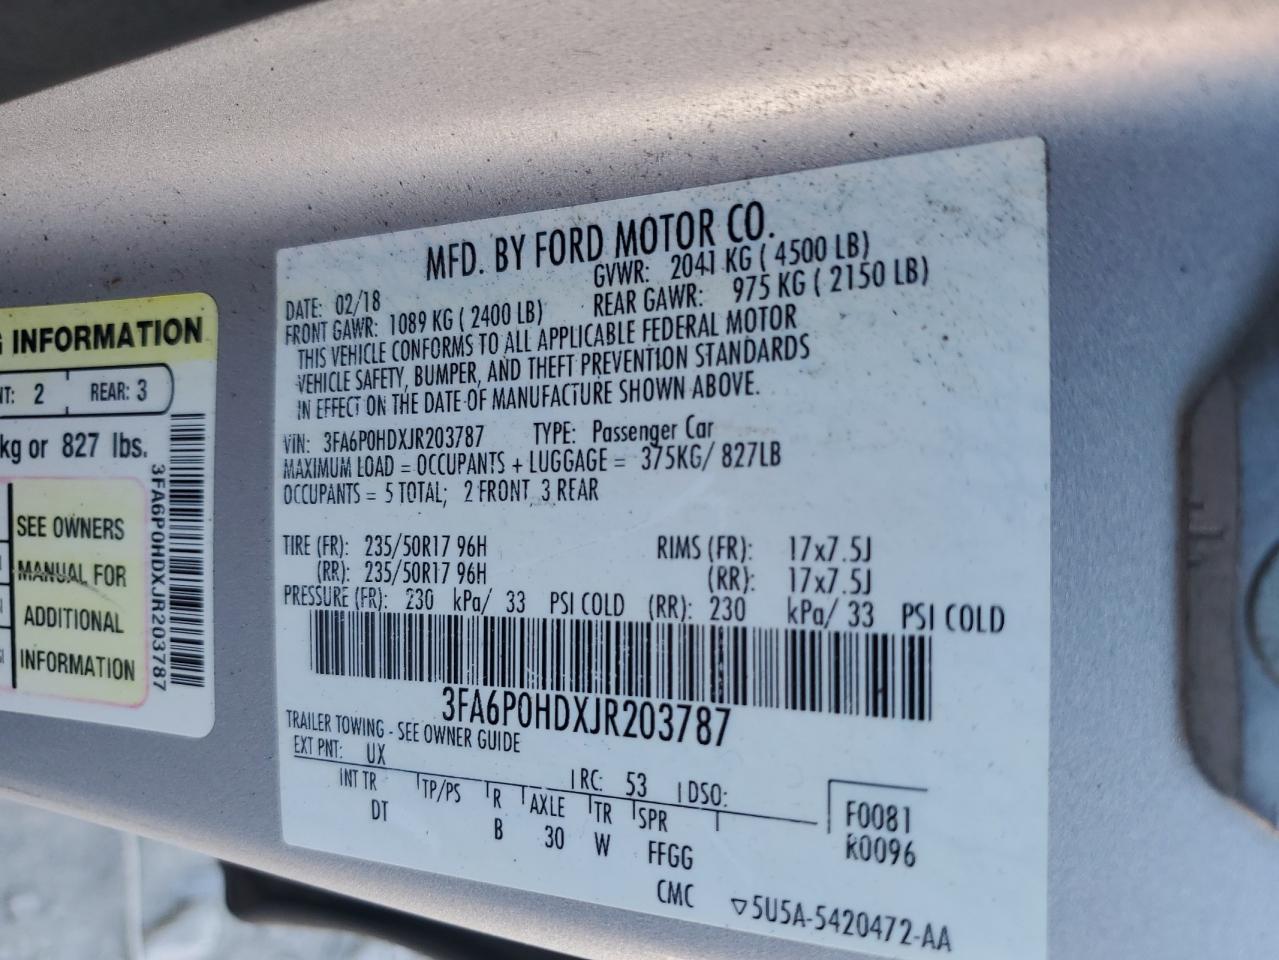 G INFORMATION
NT: 2 REAR: 3
kg or 827 lbs.
SEE OWNERS
MANUAL FOR
ADDITIONAL
INFORMATION
3FA6P0HDXJR203787
MFD. BY FORD MOTOR CO.
DATE: 02/18 GVWR: 2041 KG ( 4500 LB)
FRONT GAWR: 1089 KG ( 2400 LB) REAR GAWR: 975 KG ( 2150 LB)
THIS VEHICLE CONFORMS TO ALL APPLICABLE FEDERAL MOTOR
VEHICLE SAFETY, BUMPER, AND THEFT PREVENTION STANDARDS
IN EFFECT ON THE DATE OF MANUFACTURE SHOWN ABOVE.
VIN: 3FA6P0HDXJR203787 TYPE: Passenger Car
MAXIMUM LOAD = OCCUPANTS + LUGGAGE = 375KG/ 827LB
OCCUPANTS = 5 TOTAL; 2 FRONT 3 REAR
TIRE (FR): 235/50R17 96H RIMS (FR): 17x7.5J
(RR): 235/50R17 96H (RR): 17x7.5J
PRESSURE (FR): 230 kPa/ 33 PSI COLD (RR): 230 kPa/ 33 PSI COLD
3FA6P0HDXJR203787
TRAILER TOWING - SEE OWNER GUIDE
EXT PNT: UX RC: 53 DSO:
INT TR TP/PS R AXLE TR SPR F0081
DT B 30 W FFGG R0096
CMC
▽5U5A-5420472-AA